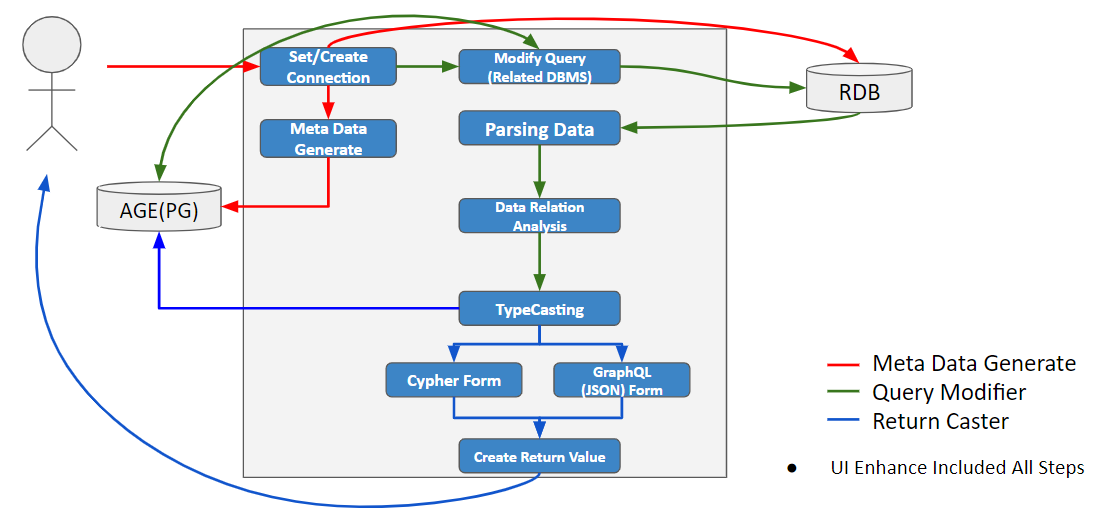 Set/Create
Connection
Modify Query
(Related DBMS)
RDB
Meta Data
Generate
Parsing Data
AGE(PG)
Data Relation
Analysis
TypeCasting
Cypher Form
GraphQL
(JSON) Form
Create Return Value
Meta Data Generate
Query Modifier
Return Caster
● UI Enhance Included All Steps